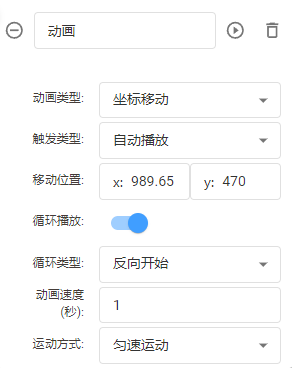 动画
动画类型: 坐标移动
触发类型: 自动播放
移动位置: x: 989.65 y: 470
循环播放:
循环类型: 反向开始
动画速度
(秒): 1
运动方式: 匀速运动